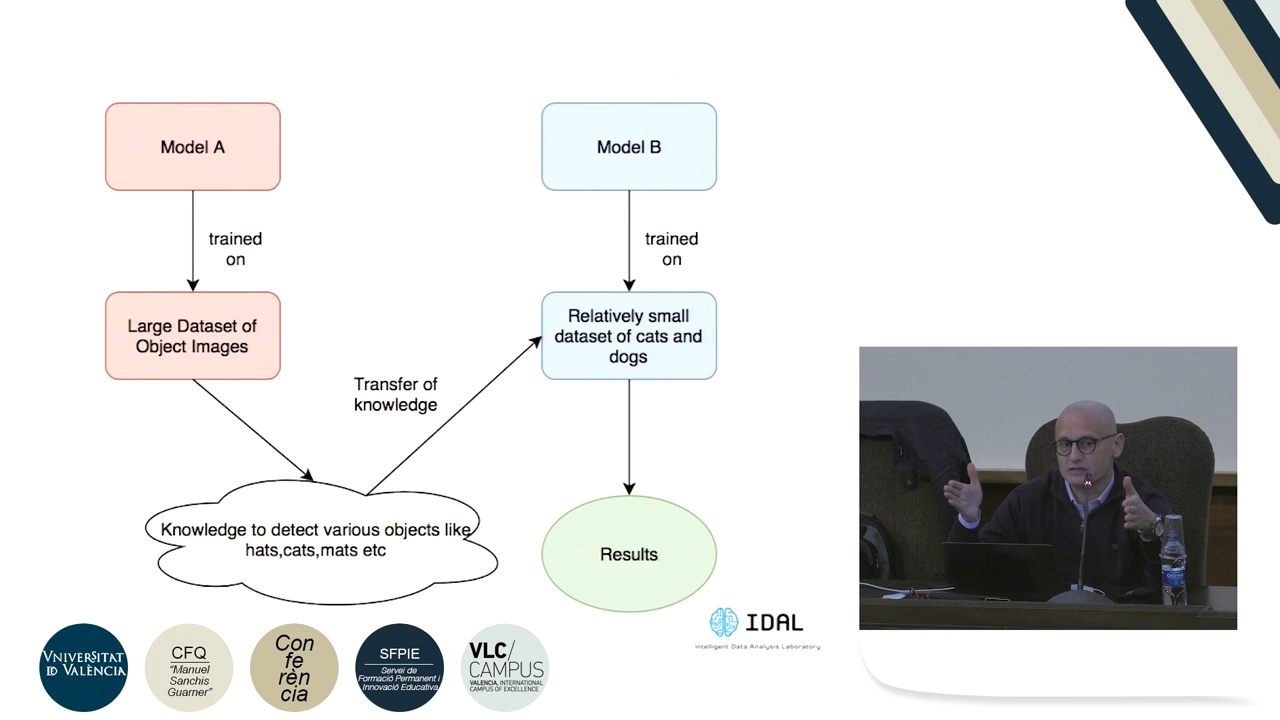 Model A
Model B
trained
on
trained
on
Large Dataset of
Object Images
Relatively small
dataset of cats and
dogs
Transfer of
knowledge
Knowledge to detect various objects like
hats,cats,mats etc
Results
IDAL
Intelligent Data Analysis Laboratory
VNIVERSITAT
DE VALÈNCIA
CFQ
"Manuel
Sanchis
Guarner"
Con
fe
rèn
cia
SFPIE
Servei de
Formació Permanent i
Innovació Educativa
VLC/
CAMPUS
VALENCIA, INTERNATIONAL
CAMPUS OF EXCELLENCE